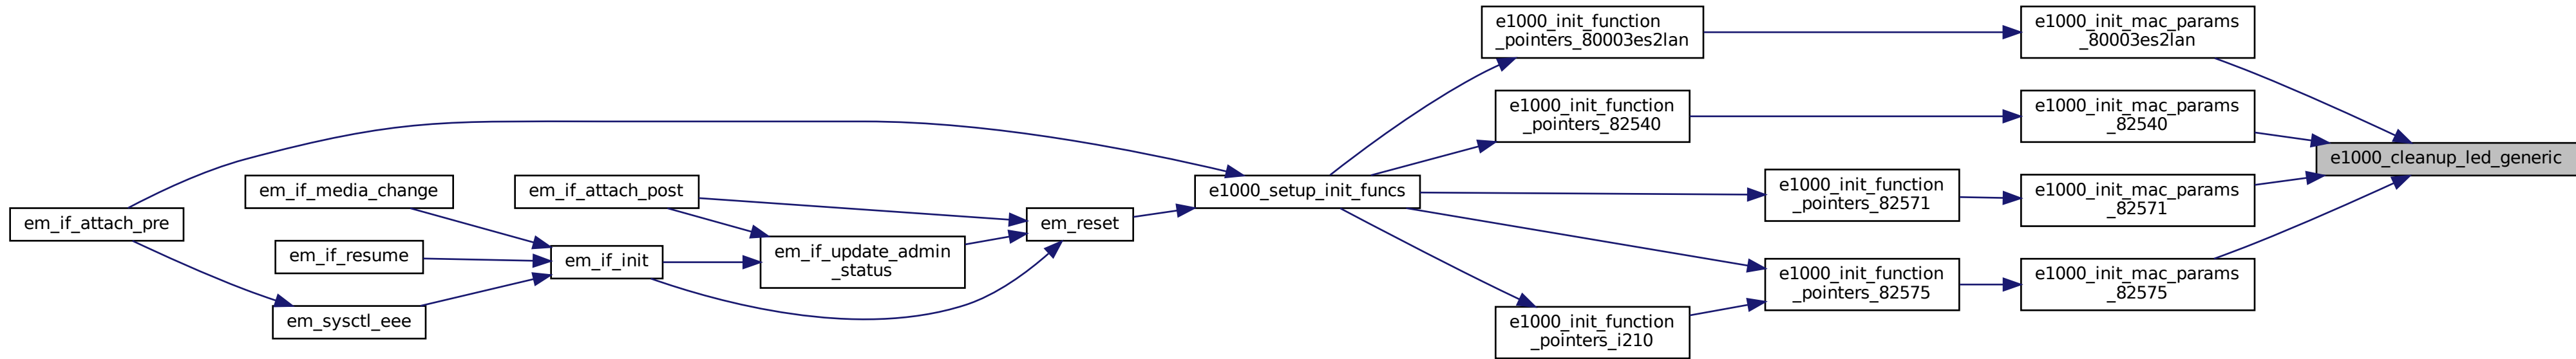 em_if_attach_pre
em_if_media_change
em_if_resume
em_sysctl_eee
em_if_attach_post
em_if_init
em_if_update_admin
_status
em_reset
e1000_setup_init_funcs
e1000_init_function
_pointers_80003es2lan
e1000_init_function
_pointers_82540
e1000_init_function
_pointers_82571
e1000_init_function
_pointers_82575
e1000_init_function
_pointers_i210
e1000_init_mac_params
_80003es2lan
e1000_init_mac_params
_82540
e1000_init_mac_params
_82571
e1000_init_mac_params
_82575
e1000_cleanup_led_generic